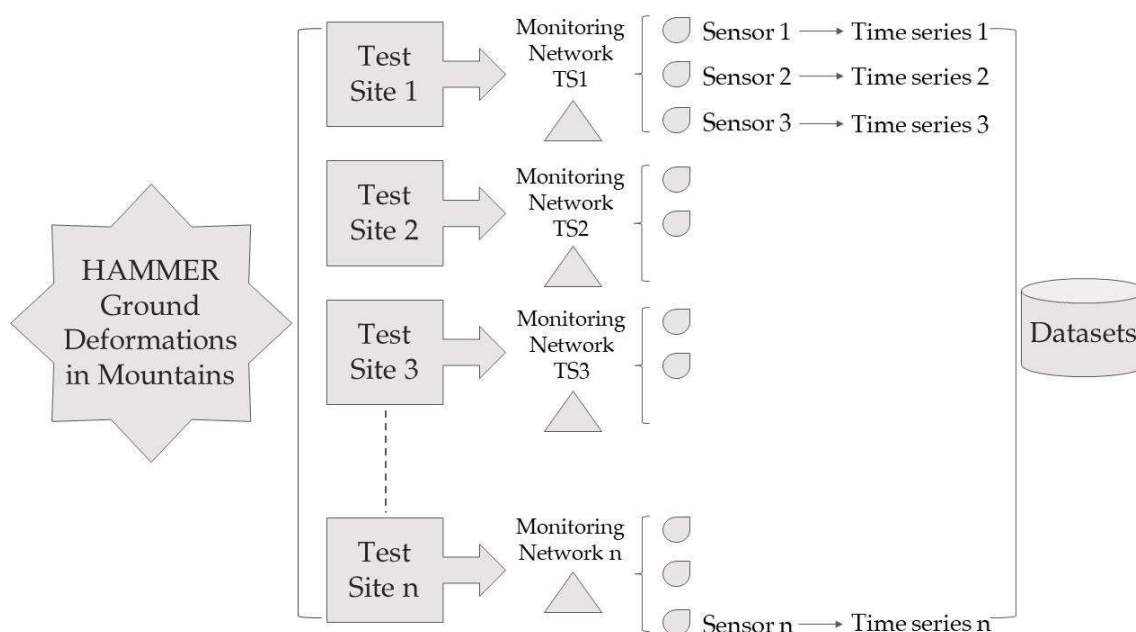 HAMMER
Ground
Deformations
in Mountains
Test
Site 1
Monitoring
Network
TS1
Sensor 1
Time series 1
Sensor 2
Time series 2
Sensor 3
Time series 3
Test
Site 2
Monitoring
Network
TS2
Test
Site 3
Monitoring
Network
TS3
Test
Site n
Monitoring
Network n
Sensor n
Time series n
Datasets